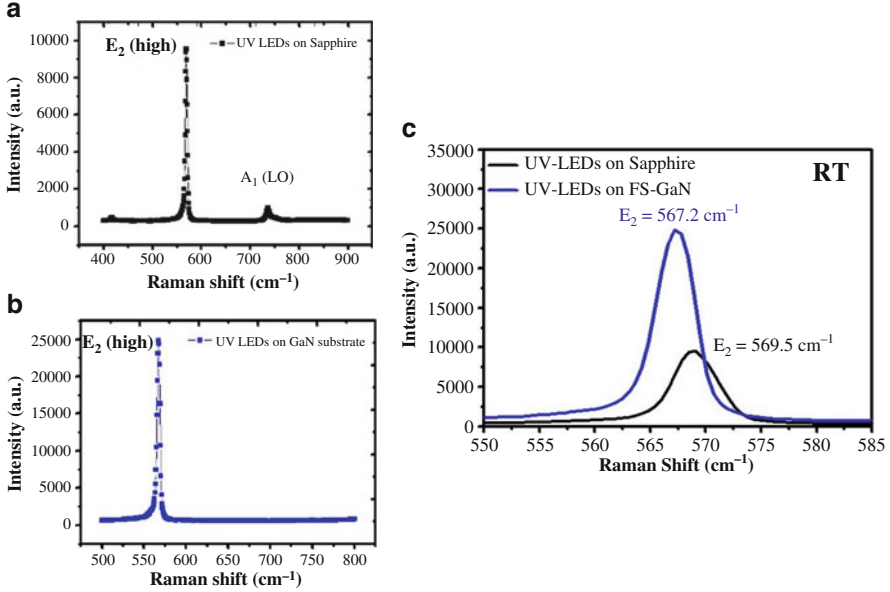 a
E₂ (high)
UV LEDs on Sapphire
A₁ (LO)
10000
8000
6000
4000
2000
0
Intensity (a.u.)
400 500 600 700 800 900
Raman shift (cm⁻¹)
b
E₂ (high)
UV LEDs on GaN substrate
25000
20000
15000
10000
5000
0
Intensity (a.u.)
500 550 600 650 700 750 800
Raman shift (cm⁻¹)
c
UV-LEDs on Sapphire
UV-LEDs on FS-GaN
RT
E₂ = 567.2 cm⁻¹
E₂ = 569.5 cm⁻¹
35000
30000
25000
20000
15000
10000
5000
0
Intensity (a.u.)
550 555 560 565 570 575 580 585
Raman Shift (cm⁻¹)